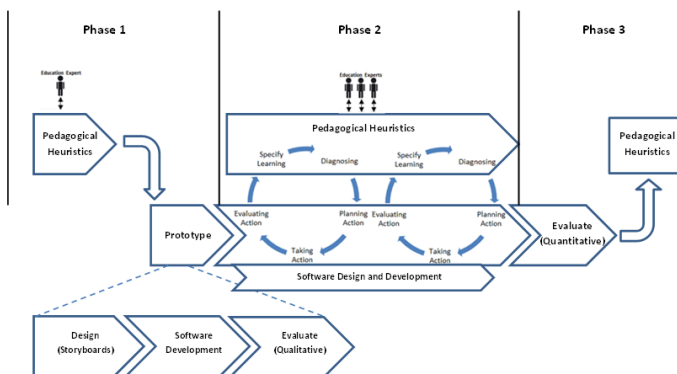 Phase 1
Phase 2
Phase 3
Education Expert
Education Experts
Pedagogical
Heuristics
Pedagogical Heuristics
Pedagogical
Heuristics
Specify
Learning
Diagnosing
Specify
Learning
Diagnosing
Prototype
Evaluating
Action
Planning
Action
Evaluating
Action
Planning
Action
Taking
Action
Taking
Action
Evaluate
(Quantitative)
Software Design and Development
Design
(Storyboards)
Software
Development
Evaluate
(Qualitative)